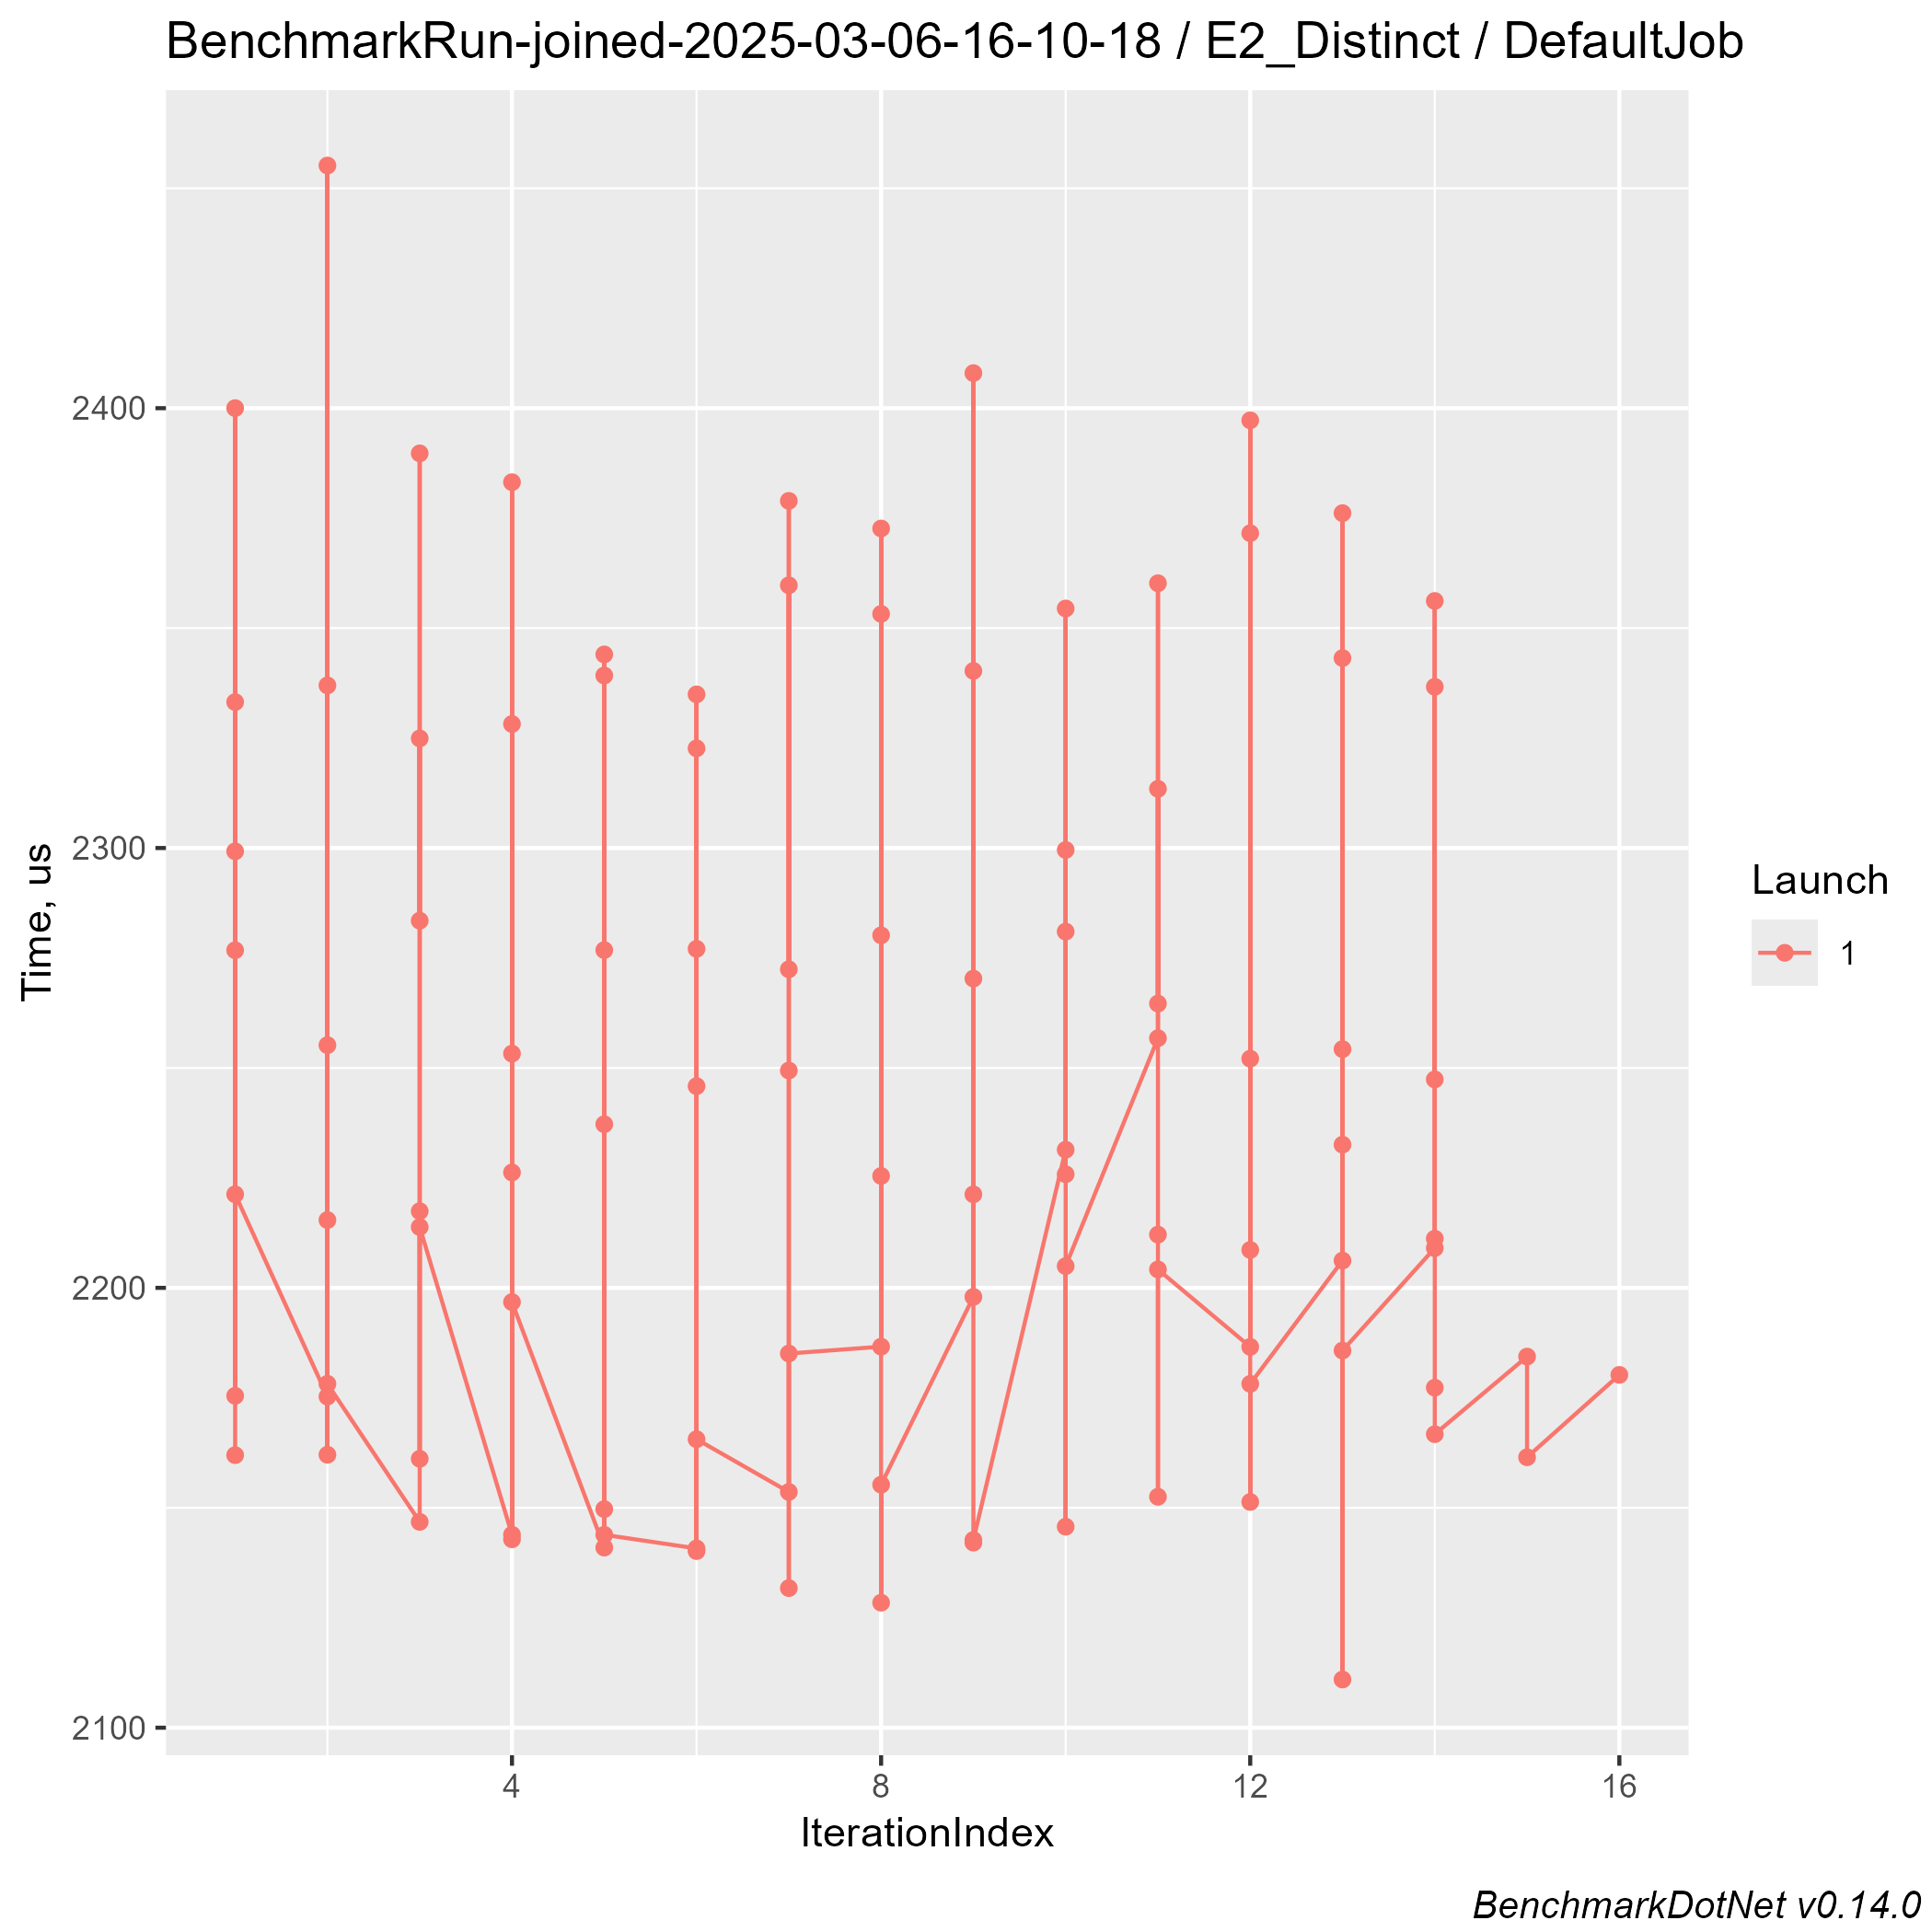 BenchmarkRun-joined-2025-03-06-16-10-18 / E2_Distinct / DefaultJob
2400
2300
2200
2100
Time, us
4
8
12
16
IterationIndex
Launch
1
BenchmarkDotNet v0.14.0